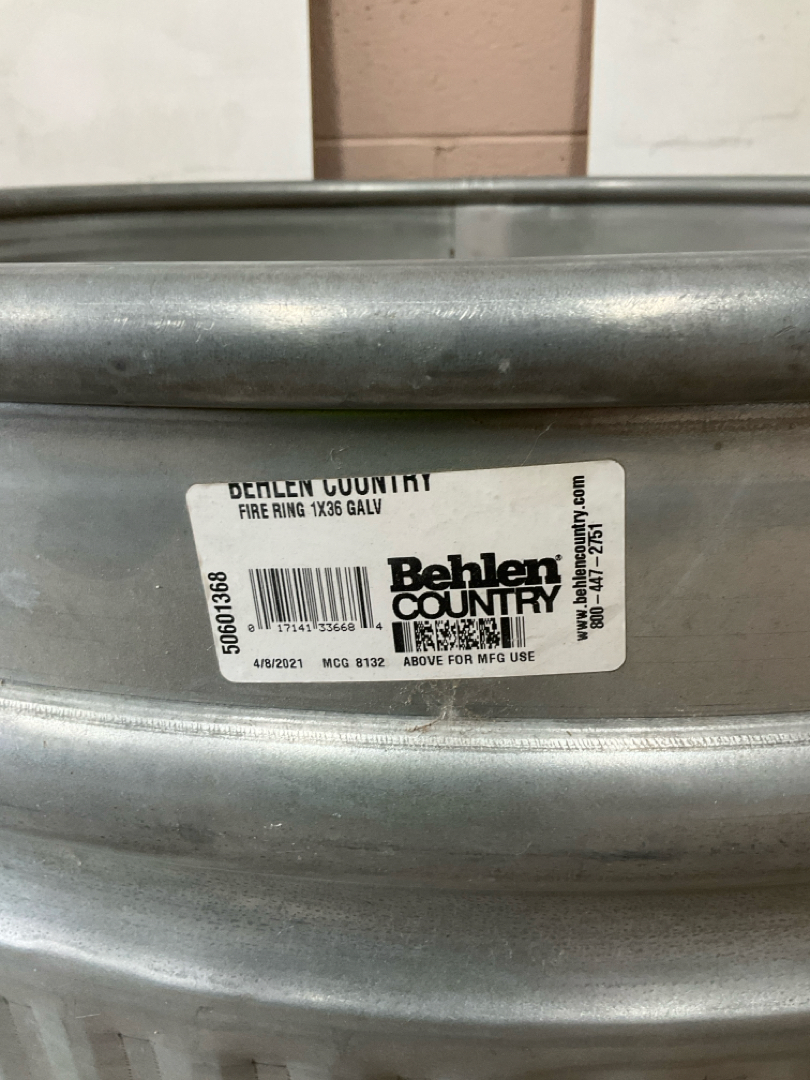 BEHLEN COUNTRY
FIRE RING 1X36 GALV
50601368
0 17141 33668 4
Behlen®
COUNTRY
www.behlencountry.com
800-447-2751
4/8/2021 MCG 8132 ABOVE FOR MFG USE